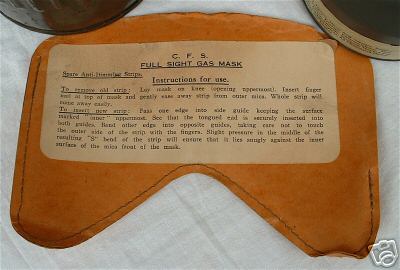 C. F. S.
FULL SIGHT GAS MASK
Spare Anti-Dimming Strips.
Instructions for use.
To remove old strip: Lay mask on knee (opening uppermost). Insert finger
nail at top of mask and gently ease away strip from outer mica. Whole strip will
come away easily.
To insert new strip: Pass one edge into side guide keeping the surface
marked "inner" uppermost. See that the tongued end is securely inserted into
both guides. Bend other edge into opposite guides, taking care not to touch
the outer side of the strip with the fingers. Slight pressure in the middle of the
resulting "S" bend of the strip will ensure that it lies snugly against the inner
surface of the mica front of the mask.
eBay